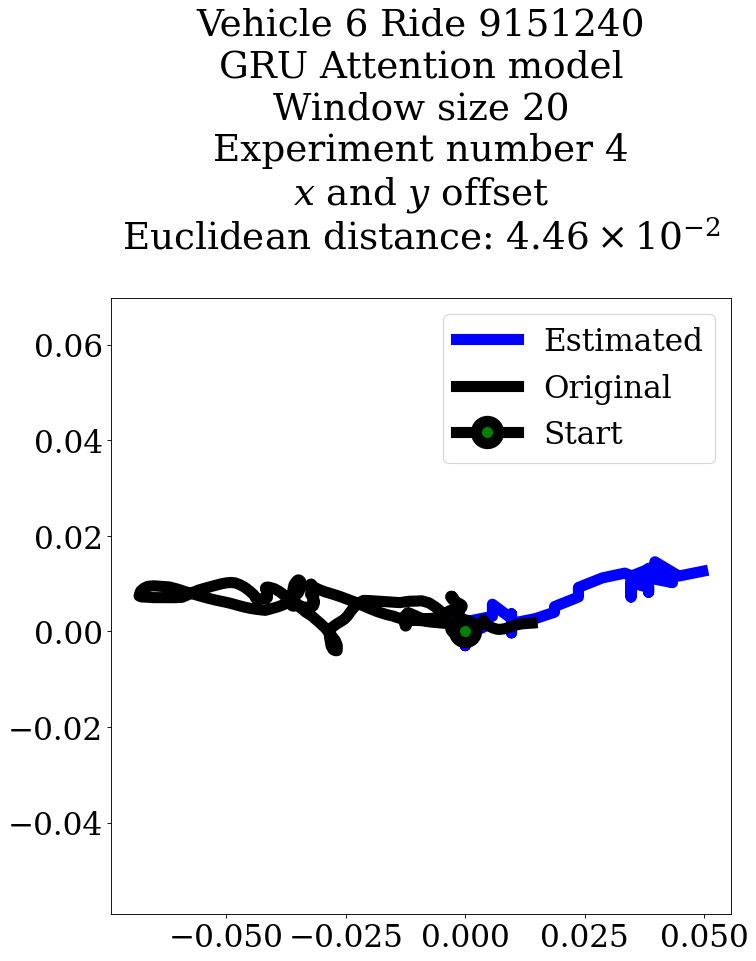 Vehicle 6 Ride 9151240
GRU Attention model
Window size 20
Experiment number 4
x and y offset
Euclidean distance: 4.46 × 10⁻²
Estimated
Original
Start
0.06
0.04
0.02
0.00
−0.02
−0.04
−0.050 −0.025 0.000 0.025 0.050